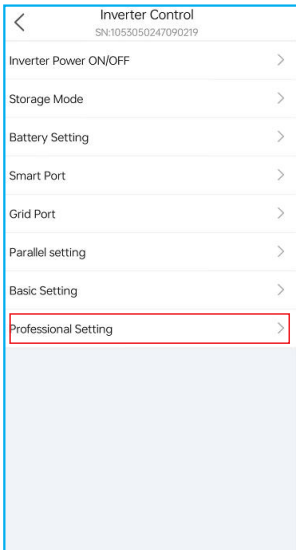 Inverter Control
SN:1053050247090219
Inverter Power ON/OFF
Storage Mode
Battery Setting
Smart Port
Grid Port
Parallel setting
Basic Setting
Professional Setting